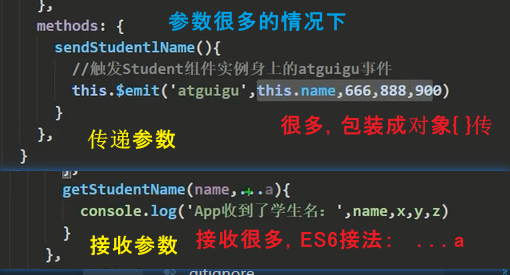 },
参数很多的情况下
methods: {
sendStudentlName(){
//触发Student组件实例身上的atguigu事件
this.$emit('atguigu',this.name,666,888,900)
}
很多，包装成对象{ }传
},
传递参数
}
},
getStudentName(name,...a){
console.log('App收到了学生名：',name,x,y,z)
}
接收参数
接收很多，ES6接法： ...a
},
.gitignore